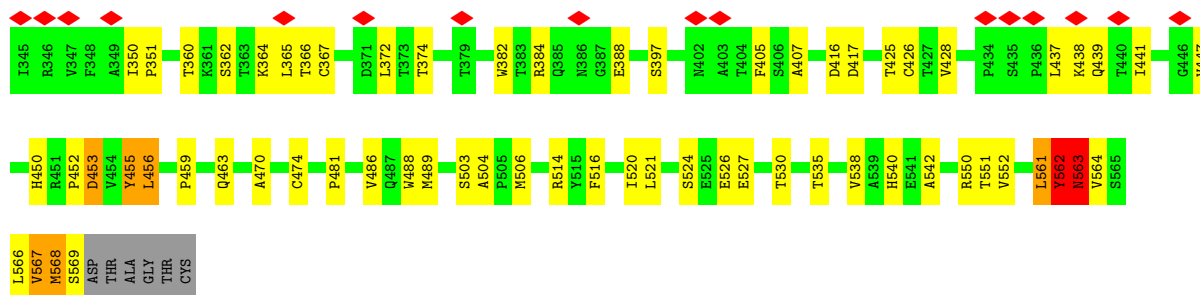 I345 R346 V347 F348 A349 I350 P351 T360 K361 S362 T363 K364 L365 T366 C367 D371 L372 T373 T374 T379 W382 T383 R384 Q385 N386 G387 E388 S397 N402 A403 T404 F405 S406 A407 D416 D417 T425 C426 T427 V428 P434 S435 P436 L437 K438 Q439 T440 I441 G446
H450 R451 P452 D453 V454 Y455 L456 P459 Q463 A470 C474 P481 V486 Q487 W488 M489 S503 A504 P505 M506 R514 Y515 F516 I520 L521 S524 E525 E526 E527 T530 T535 V538 A539 H540 E541 A542 R550 T551 V552 L561 Y562 N563 V564 S565
L566 V567 M568 S569 ASP THR ALA GLY THR CYS